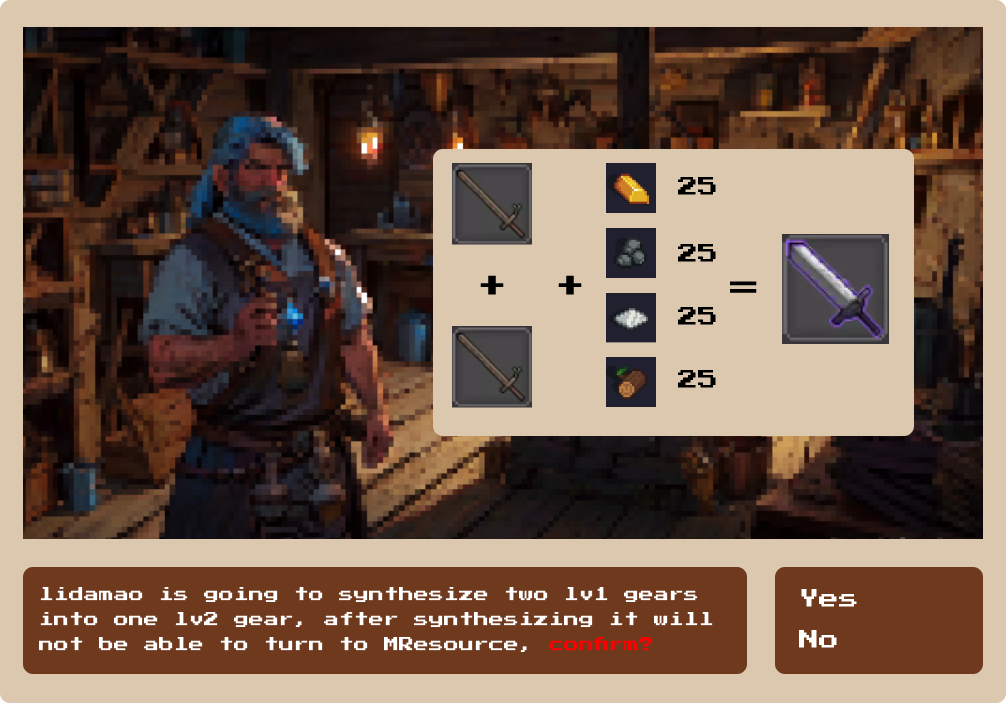 25
+
+
25
=
25
25
lidamao is going to synthesize two lv1 gears
into one lv2 gear, after synthesizing it will
not be able to turn to MResource, confirm?
Yes
No